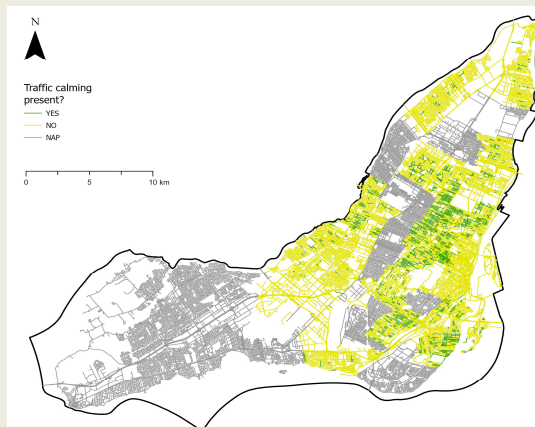 N
Traffic calming
present?
YES
NO
NAP
0 5 10 km